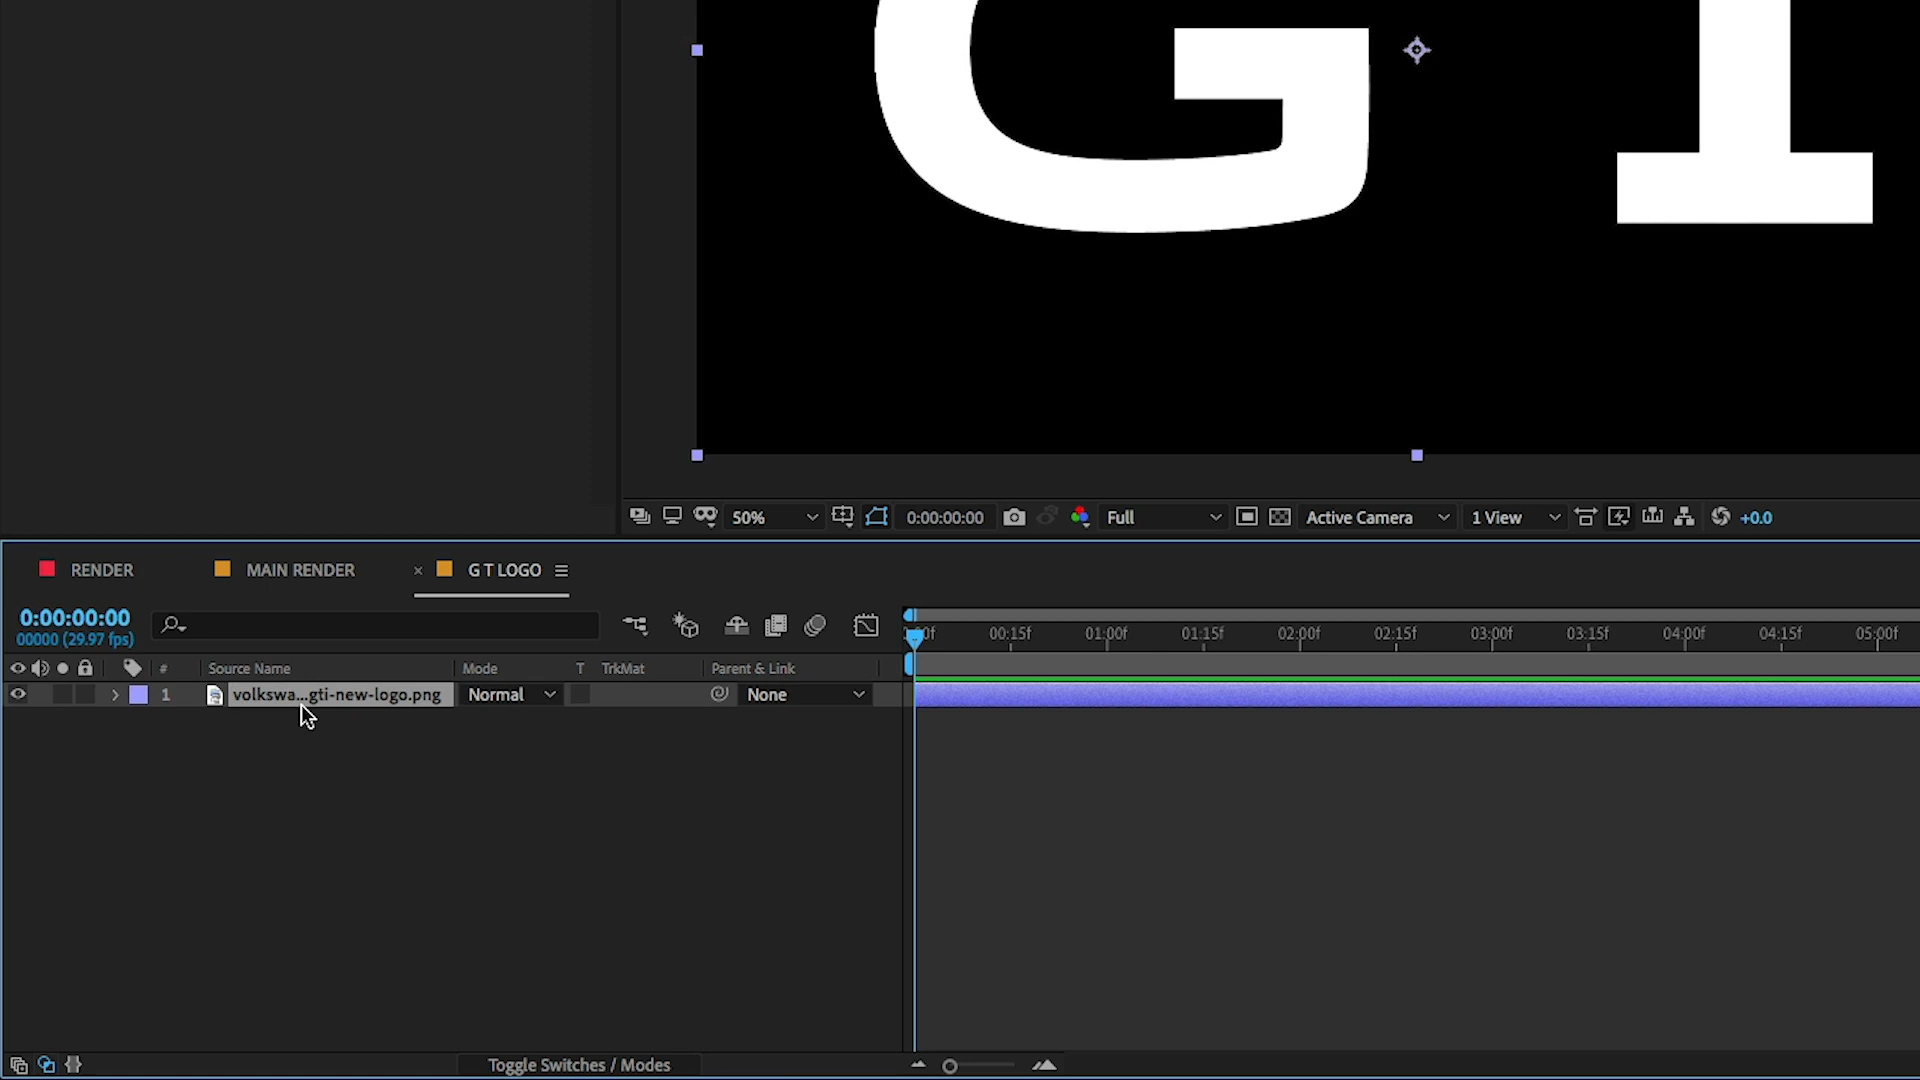 G T
50%
0:00:00:00
Full
Active Camera
1 View
+0.0
RENDER
MAIN RENDER
× G T LOGO
0:00:00:00
00000 (29.97 fps)
00:15f
01:00f
01:15f
02:00f
02:15f
03:00f
03:15f
04:00f
04:15f
05:00f
#
Source Name
Mode
T TrkMat
Parent & Link
1
volkswa...gti-new-logo.png
Normal
None
Toggle Switches / Modes